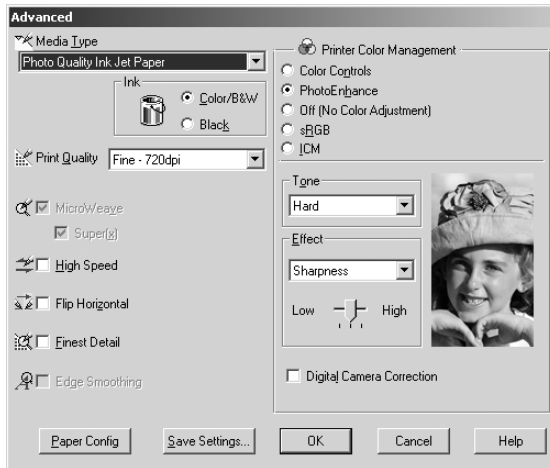 Advanced
Media Type
Photo Quality Ink Jet Paper
Ink
Color/B&W
Black
Print Quality
Fine - 720dpi
MicroWeave
Super(x)
High Speed
Flip Horizontal
Finest Detail
Edge Smoothing
Printer Color Management
Color Controls
PhotoEnhance
Off (No Color Adjustment)
sRGB
ICM
Tone
Hard
Effect
Sharpness
Low
High
Digital Camera Correction
Paper Config
Save Settings...
OK
Cancel
Help